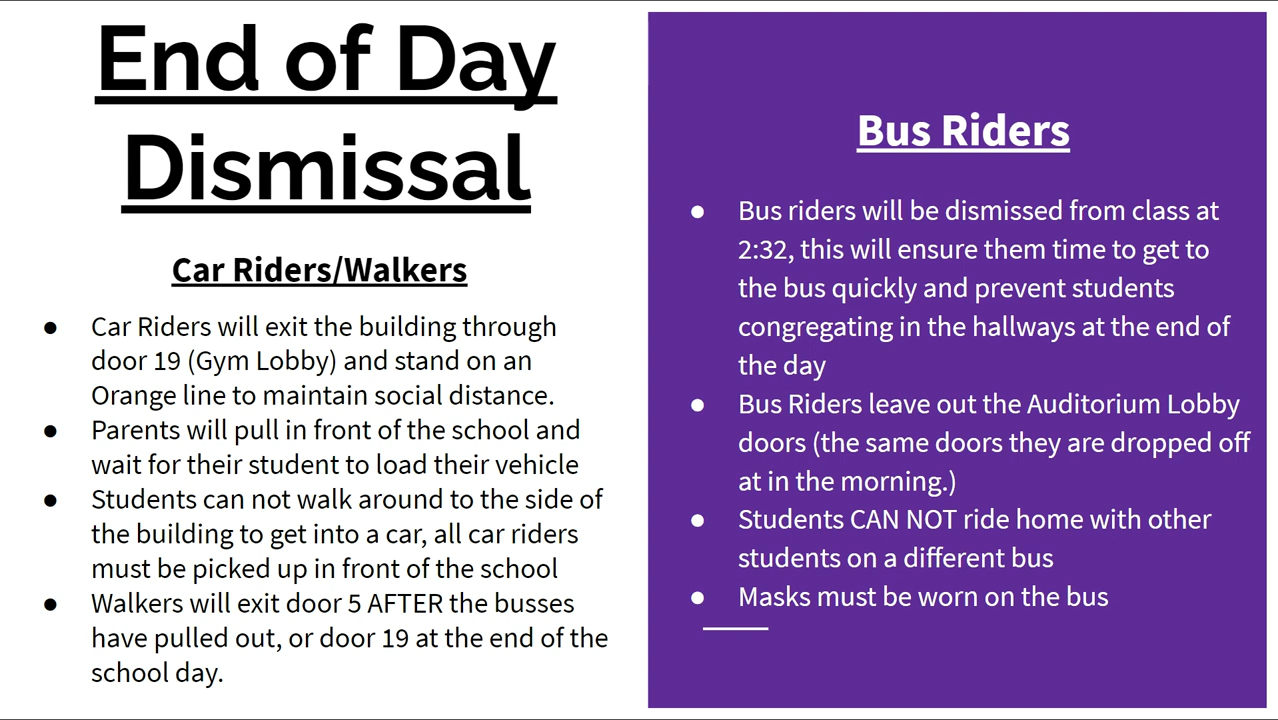 End of Day
Dismissal
Car Riders/Walkers
● Car Riders will exit the building through
door 19 (Gym Lobby) and stand on an
Orange line to maintain social distance.
● Parents will pull in front of the school and
wait for their student to load their vehicle
● Students can not walk around to the side of
the building to get into a car, all car riders
must be picked up in front of the school
● Walkers will exit door 5 AFTER the busses
have pulled out, or door 19 at the end of the
school day.
Bus Riders
● Bus riders will be dismissed from class at
2:32, this will ensure them time to get to
the bus quickly and prevent students
congregating in the hallways at the end of
the day
● Bus Riders leave out the Auditorium Lobby
doors (the same doors they are dropped off
at in the morning.)
● Students CAN NOT ride home with other
students on a different bus
● Masks must be worn on the bus